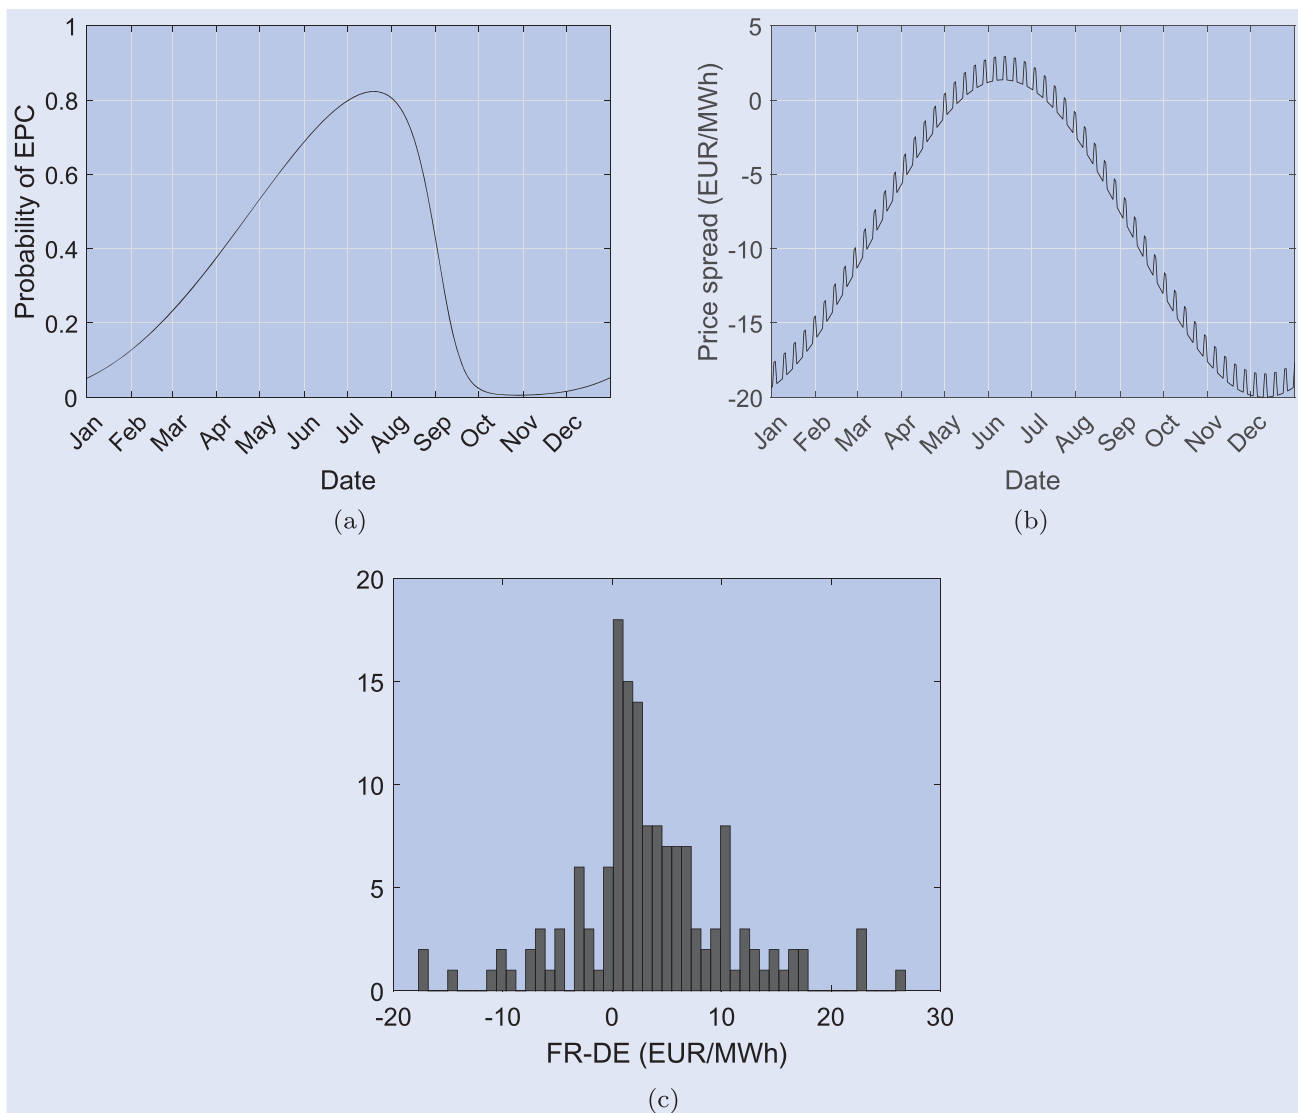 1
0.8
0.6
0.4
0.2
0
Probability of EPC
Jan Feb Mar Apr May Jun Jul Aug Sep Oct Nov Dec
Date
(a)
5
0
-5
-10
-15
-20
Price spread (EUR/MWh)
Jan Feb Mar Apr May Jun Jul Aug Sep Oct Nov Dec
Date
(b)
20
15
10
5
0
-20 -10 0 10 20 30
FR-DE (EUR/MWh)
(c)